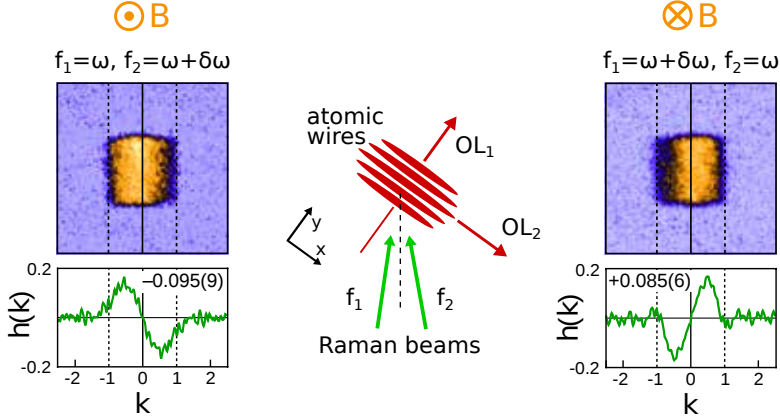 B
B
f₁=ω, f₂=ω+δω
f₁=ω+δω, f₂=ω
atomic
wires
OL₁
OL₂
y
x
f₁
f₂
Raman beams
0.2
−0.095(9)
h(k)
-0.2
-2 -1 0 1 2
k
0.2
+0.085(6)
h(k)
-0.2
-2 -1 0 1 2
k